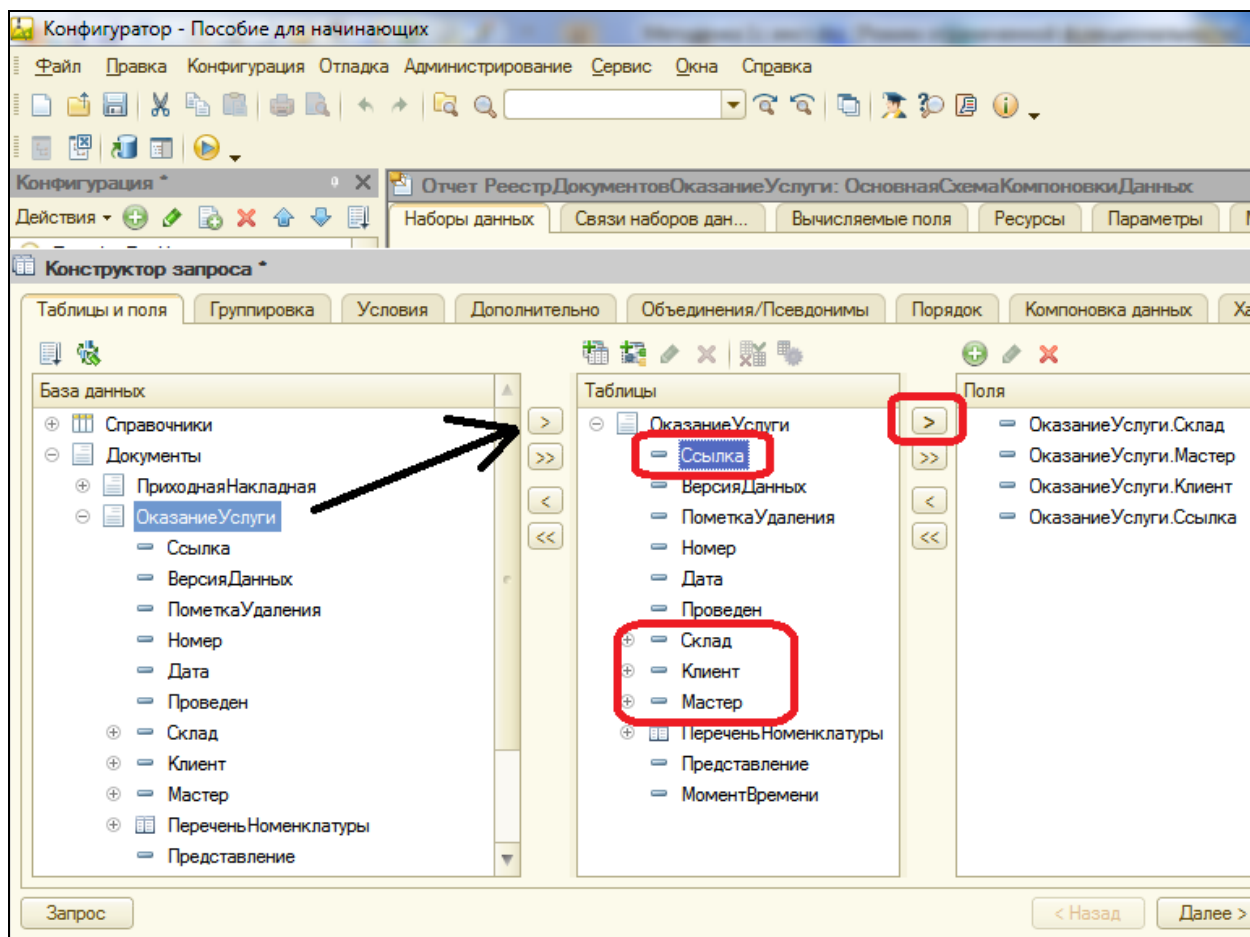 Конфигуратор - Пособие для начинающих
Файл Правка Конфигурация Отладка Администрирование Сервис Окна Справка
Конфигурация *
Отчет РеестрДокументовОказаниеУслуги: ОсновнаяСхемаКомпоновкиДанных
Действия
Наборы данных Связи наборов дан... Вычисляемые поля Ресурсы Параметры
Конструктор запроса *
Таблицы и поля Группировка Условия Дополнительно Объединения/Псевдонимы Порядок Компоновка данных Ха
База данных
Справочники
Документы
ПриходнаяНакладная
ОказаниеУслуги
Ссылка
ВерсияДанных
ПометкаУдаления
Номер
Дата
Проведен
Склад
Клиент
Мастер
ПереченьНоменклатуры
Представление
>
>>
<
<<
Таблицы
ОказаниеУслуги
Ссылка
ВерсияДанных
ПометкаУдаления
Номер
Дата
Проведен
Склад
Клиент
Мастер
ПереченьНоменклатуры
Представление
МоментВремени
>
>>
<
<<
Поля
ОказаниеУслуги.Склад
ОказаниеУслуги.Мастер
ОказаниеУслуги.Клиент
ОказаниеУслуги.Ссылка
Запрос
< Назад Далее >